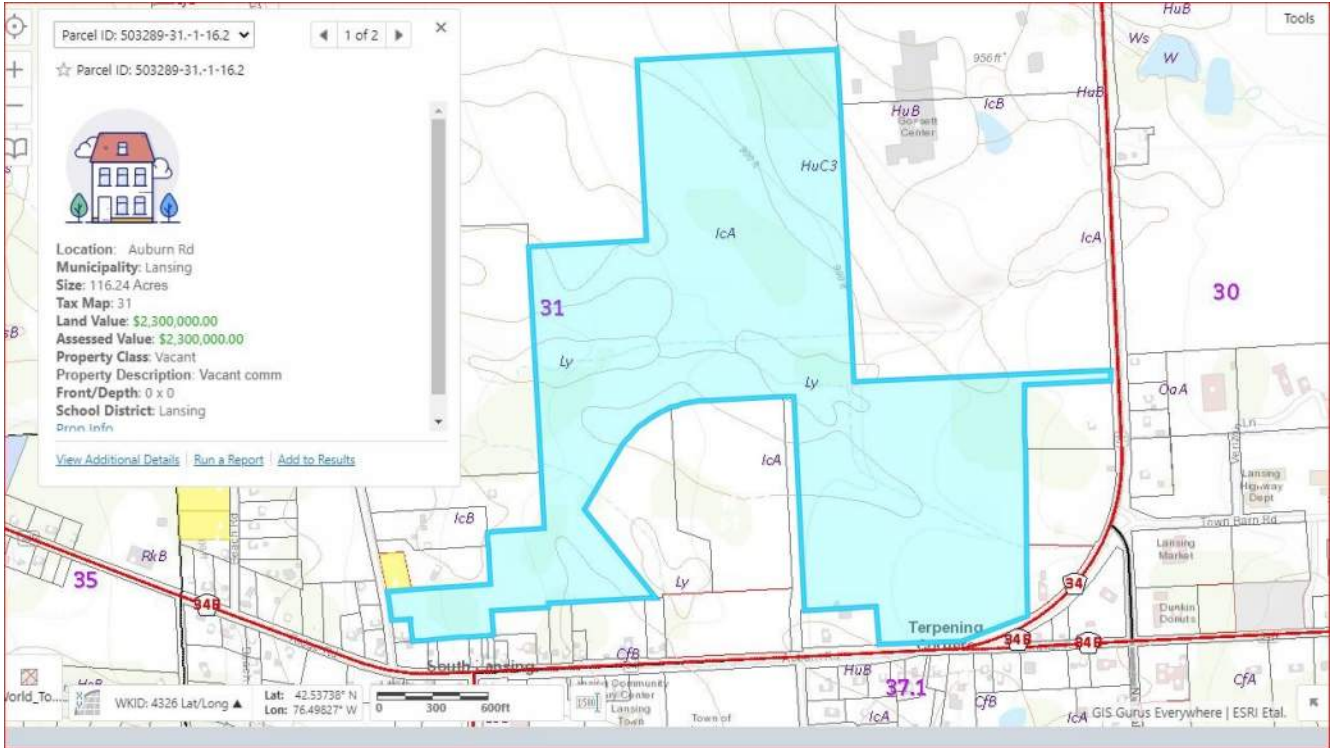 Parcel ID: 503289-31.-1-16.2
1 of 2
Parcel ID: 503289-31.-1-16.2
Location: Auburn Rd
Municipality: Lansing
Size: 116.24 Acres
Tax Map: 31
Land Value: $2,300,000.00
Assessed Value: $2,300,000.00
Property Class: Vacant
Property Description: Vacant comm
Front/Depth: 0 x 0
School District: Lansing
Prop Info
View Additional Details
Run a Report
Add to Results
Tools
HuB
Ws
W
956ft
HuB
HuB
IcB
Center
HuC3
IcA
IcA
31
30
Ly
Ly
OaA
IcA
Lansing
Highway
Dept
IcB
Town Barn Rd
RkB
Lansing
Market
35
34B
Ly
34
Dunkin
Donuts
Terpening
34B
34B
South Lansing
CfB
HuB
37.1
CfB
CfA
Community
Center
Lansing
Town
Town of
IcA
IcA
WKID: 4326 Lat/Long
Lat: 42.53738° N
Lon: 76.49827° W
0 300 600ft
GIS Gurus Everywhere | ESRI Etal.